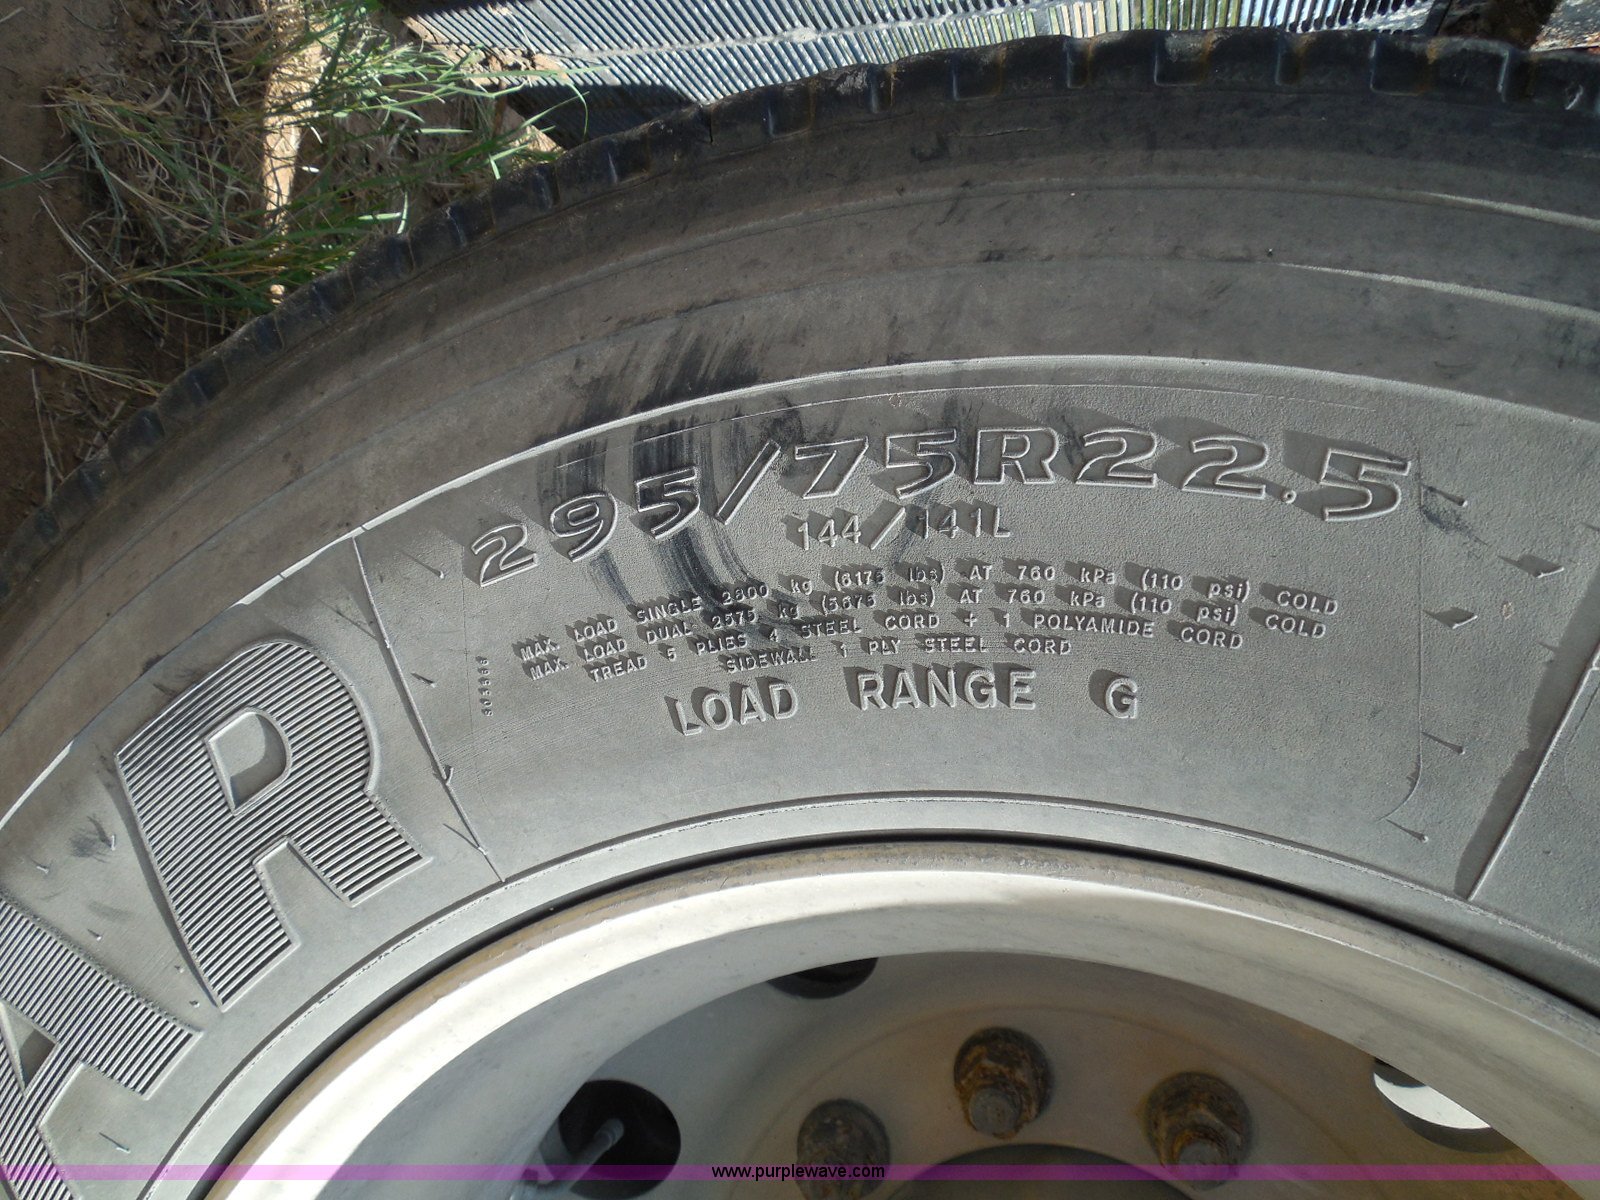 295/75R22.5
144/141L
MAX. LOAD SINGLE 2800 kg (6175 lbs) AT 760 kPa (110 psi) COLD
MAX. LOAD DUAL 2575 kg (5675 lbs) AT 760 kPa (110 psi) COLD
TREAD 5 PLIES 4 STEEL CORD + 1 POLYAMIDE CORD
SIDEWALL 1 PLY STEEL CORD
LOAD RANGE G
AR
www.purplewave.com